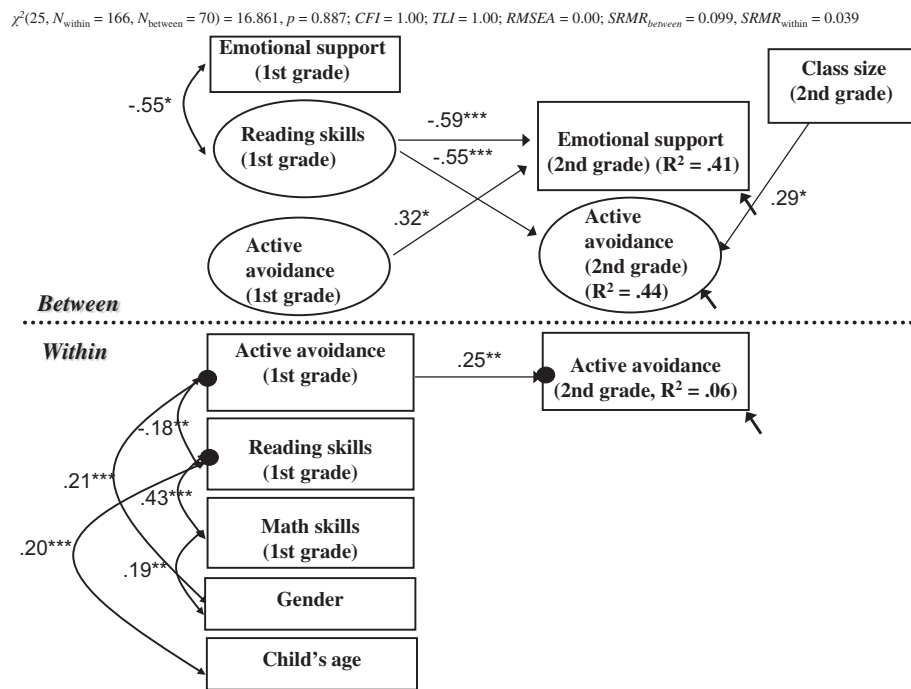 χ²(25, N_within = 166, N_between = 70) = 16.861, p = 0.887; CFI = 1.00; TLI = 1.00; RMSEA = 0.00; SRMR_between = 0.099, SRMR_within = 0.039
Emotional support
(1st grade)
Class size
(2nd grade)
-.55*
Reading skills
(1st grade)
-.59***
-.55***
Emotional support
(2nd grade) (R² = .41)
.29*
.32*
Active
avoidance
(1st grade)
Active
avoidance
(2nd grade)
(R² = .44)
Between
Within
Active avoidance
(1st grade)
.25**
Active avoidance
(2nd grade, R² = .06)
-.18**
Reading skills
(1st grade)
.21***
.43***
Math skills
(1st grade)
.20***
.19**
Gender
Child's age